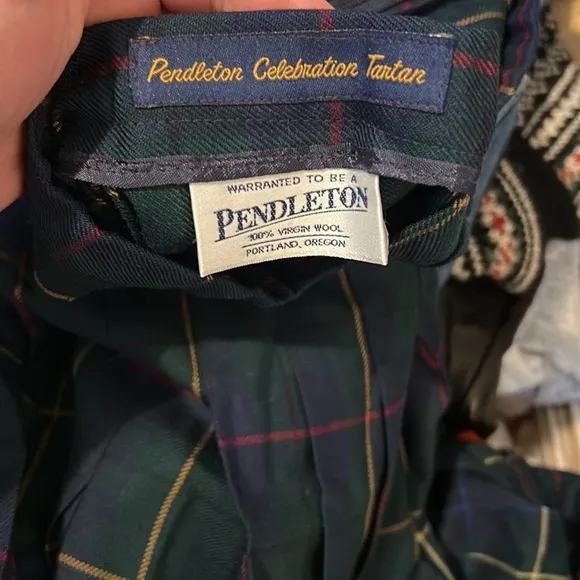 Pendleton Celebration Tartan
WARRANTED TO BE A
PENDLETON
100% VIRGIN WOOL
PORTLAND, OREGON